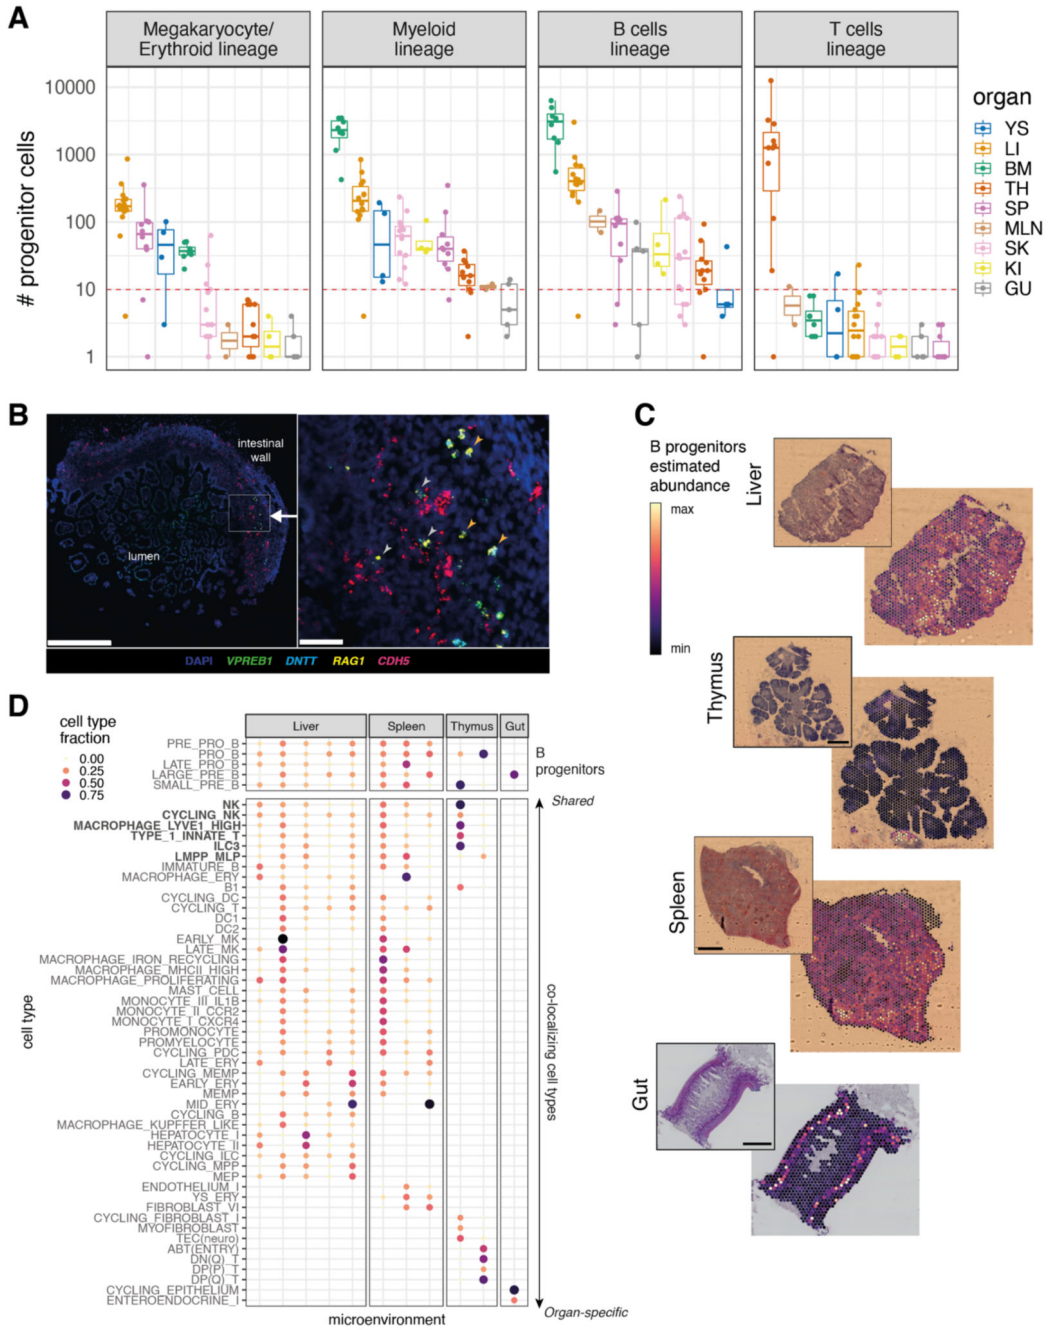 A
Megakaryocyte/
Erythroid lineage
Myeloid
lineage
B cells
lineage
T cells
lineage
# progenitor cells
10000
1000
100
10
1
organ
YS
LI
BM
TH
SP
MLN
SK
KI
GU
B
intestinal
wall
lumen
DAPI VPREB1 DNTT RAG1 CDH5
C
B progenitors
estimated
abundance
max
min
Liver
Thymus
Spleen
Gut
D
cell type
fraction
0.00
0.25
0.50
0.75
Liver
Spleen
Thymus
Gut
PRE_PRO_B
PRO_B
LATE_PRO_B
LARGE_PRE_B
SMALL_PRE_B
B
progenitors
NK
CYCLING_NK
MACROPHAGE_LYVE1_HIGH
TYPE_1_INNATE_T
ILC3
LMPP_MLP
IMMATURE_B
MACROPHAGE_ERY
B1
CYCLING_DC
CYCLING_T
DC1
DC2
EARLY_MK
LATE_MK
MACROPHAGE_IRON_RECYCLING
MACROPHAGE_MHCII_HIGH
MACROPHAGE_PROLIFERATING
MAST_CELL
MONOCYTE_III_IL1B
MONOCYTE_II_CCR2
MONOCYTE_I_CXCR4
PROMONOCYTE
PROMYELOCYTE
CYCLING_PDC
LATE_ERY
CYCLING_MEMP
EARLY_ERY
MEMP
MID_ERY
CYCLING_B
MACROPHAGE_KUPFFER_LIKE
HEPATOCYTE_I
HEPATOCYTE_II
CYCLING_ILC
CYCLING_MPP
MEP
ENDOTHELIUM_I
YS_ERY
FIBROBLAST_VI
CYCLING_FIBROBLAST_I
MYOFIBROBLAST
TEC(neuro)
ABT(ENTRY)
DN(Q)_T
DP(P)_T
DP(Q)_T
CYCLING_EPITHELIUM
ENTEROENDOCRINE_I
cell type
microenvironment
Shared
co-localizing cell types
Organ-specific